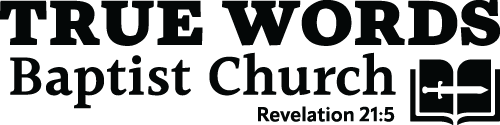 TRUE WORDS
Baptist Church
Revelation 21:5